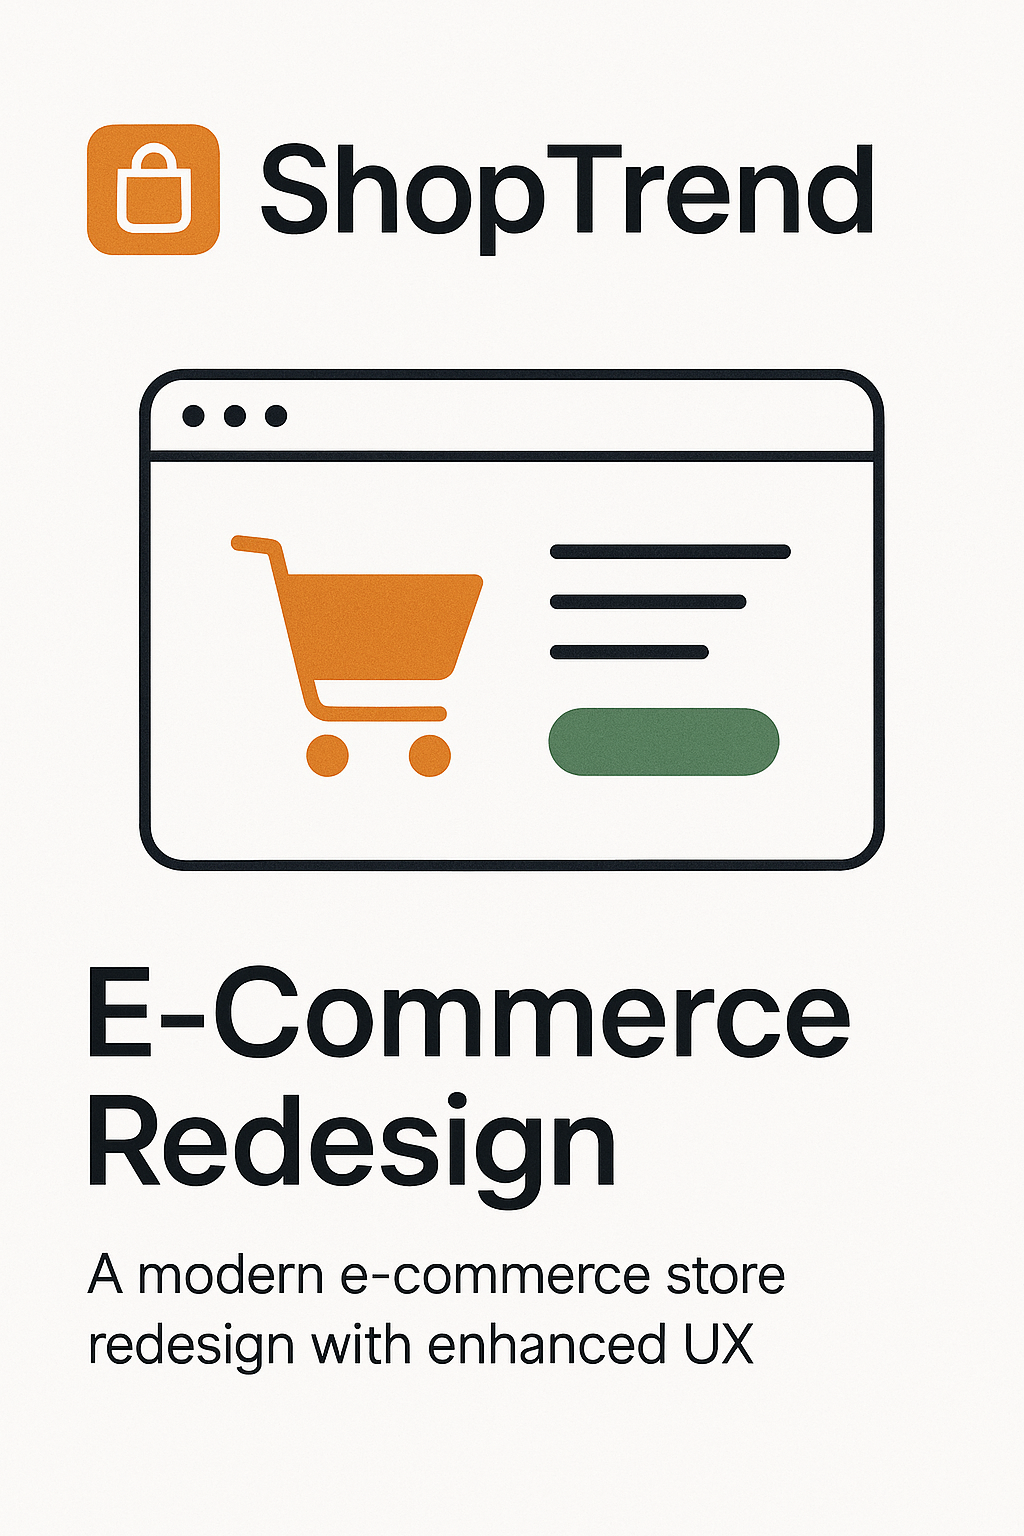 ShopTrend
E-Commerce
Redesign
A modern e-commerce store
redesign with enhanced UX